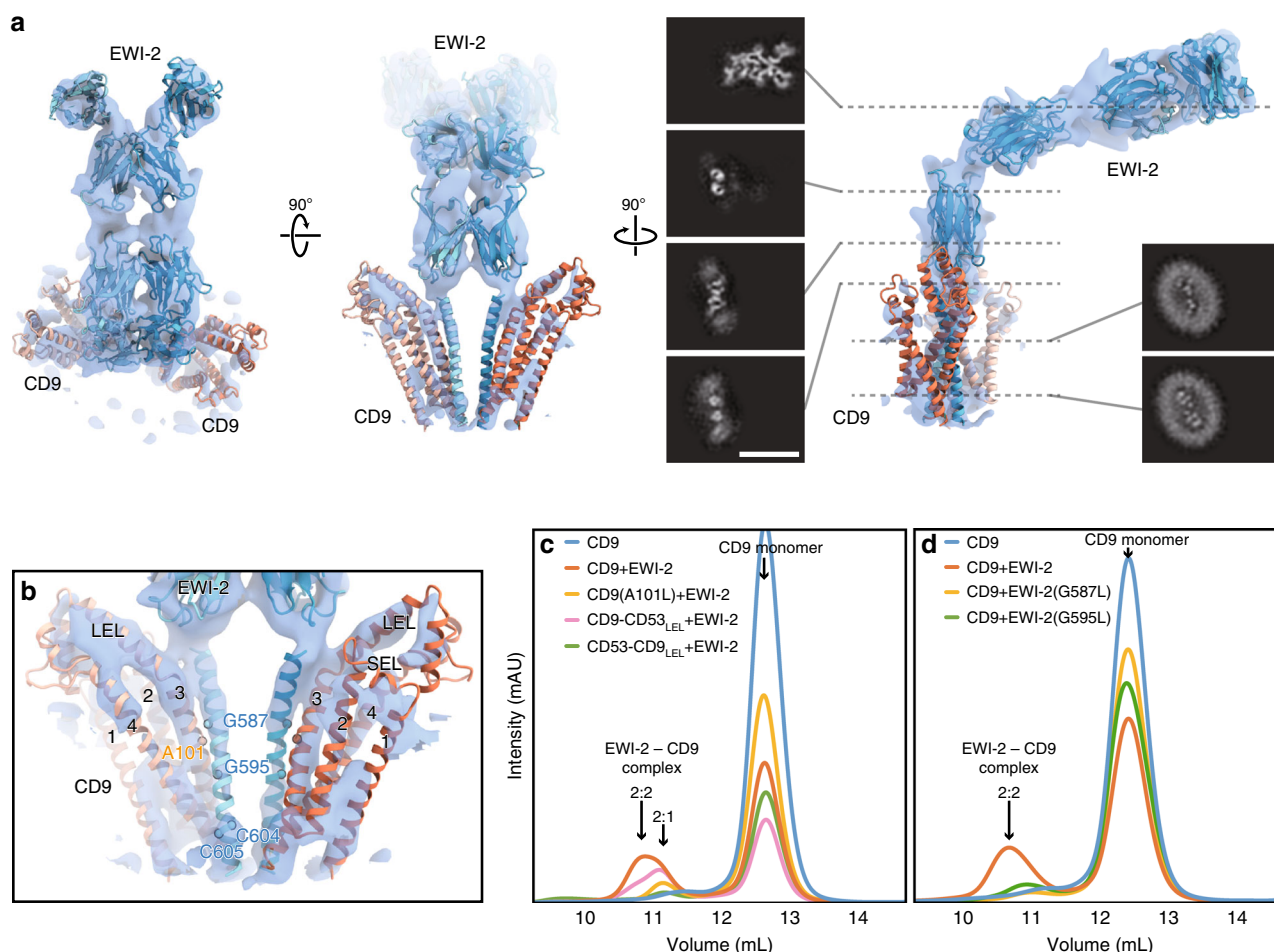 a
EWI-2
EWI-2
90°
90°
EWI-2
CD9
CD9
CD9
CD9
b
EWI-2
LEL
LEL
SEL
2
3
4
1
3
2
4
1
G587
A101
G595
CD9
C604
C605
c
CD9
CD9+EWI-2
CD9(A101L)+EWI-2
CD9-CD53LEL+EWI-2
CD53-CD9LEL+EWI-2
CD9 monomer
EWI-2 – CD9
complex
2:2
2:1
Intensity (mAU)
10 11 12 13 14
Volume (mL)
d
CD9
CD9+EWI-2
CD9+EWI-2(G587L)
CD9+EWI-2(G595L)
CD9 monomer
EWI-2 – CD9
complex
2:2
10 11 12 13 14
Volume (mL)